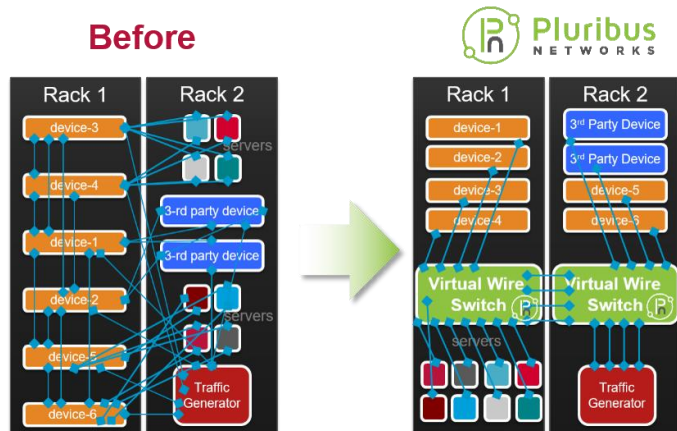 Before
Pluribus
NETWORKS
Rack 1
Rack 2
device-3
servers
device-4
3-rd party device
device-1
3-rd party device
device-2
servers
device-5
Traffic
Generator
device-6
Rack 1
Rack 2
device-1
3rd Party Device
device-2
3rd Party Device
device-3
device-5
device-4
device-6
Virtual Wire
Switch
Virtual Wire
Switch
servers
Traffic
Generator